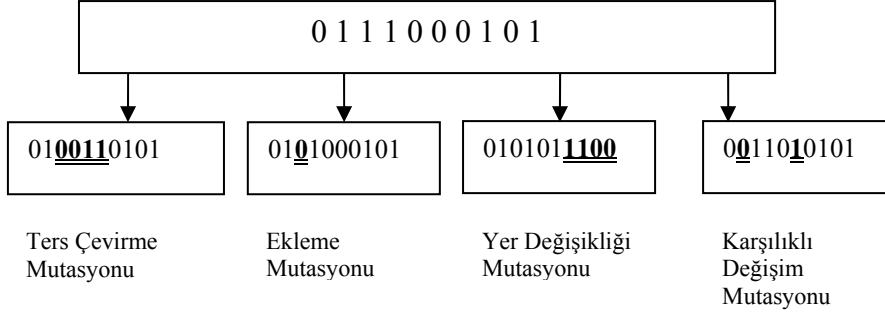 0 1 1 1 0 0 0 1 0 1
0100110101
0101000101
0101011100
0011010101
Ters Çevirme
Mutasyonu
Ekleme
Mutasyonu
Yer Değişikliği
Mutasyonu
Karşılıklı
Değişim
Mutasyonu